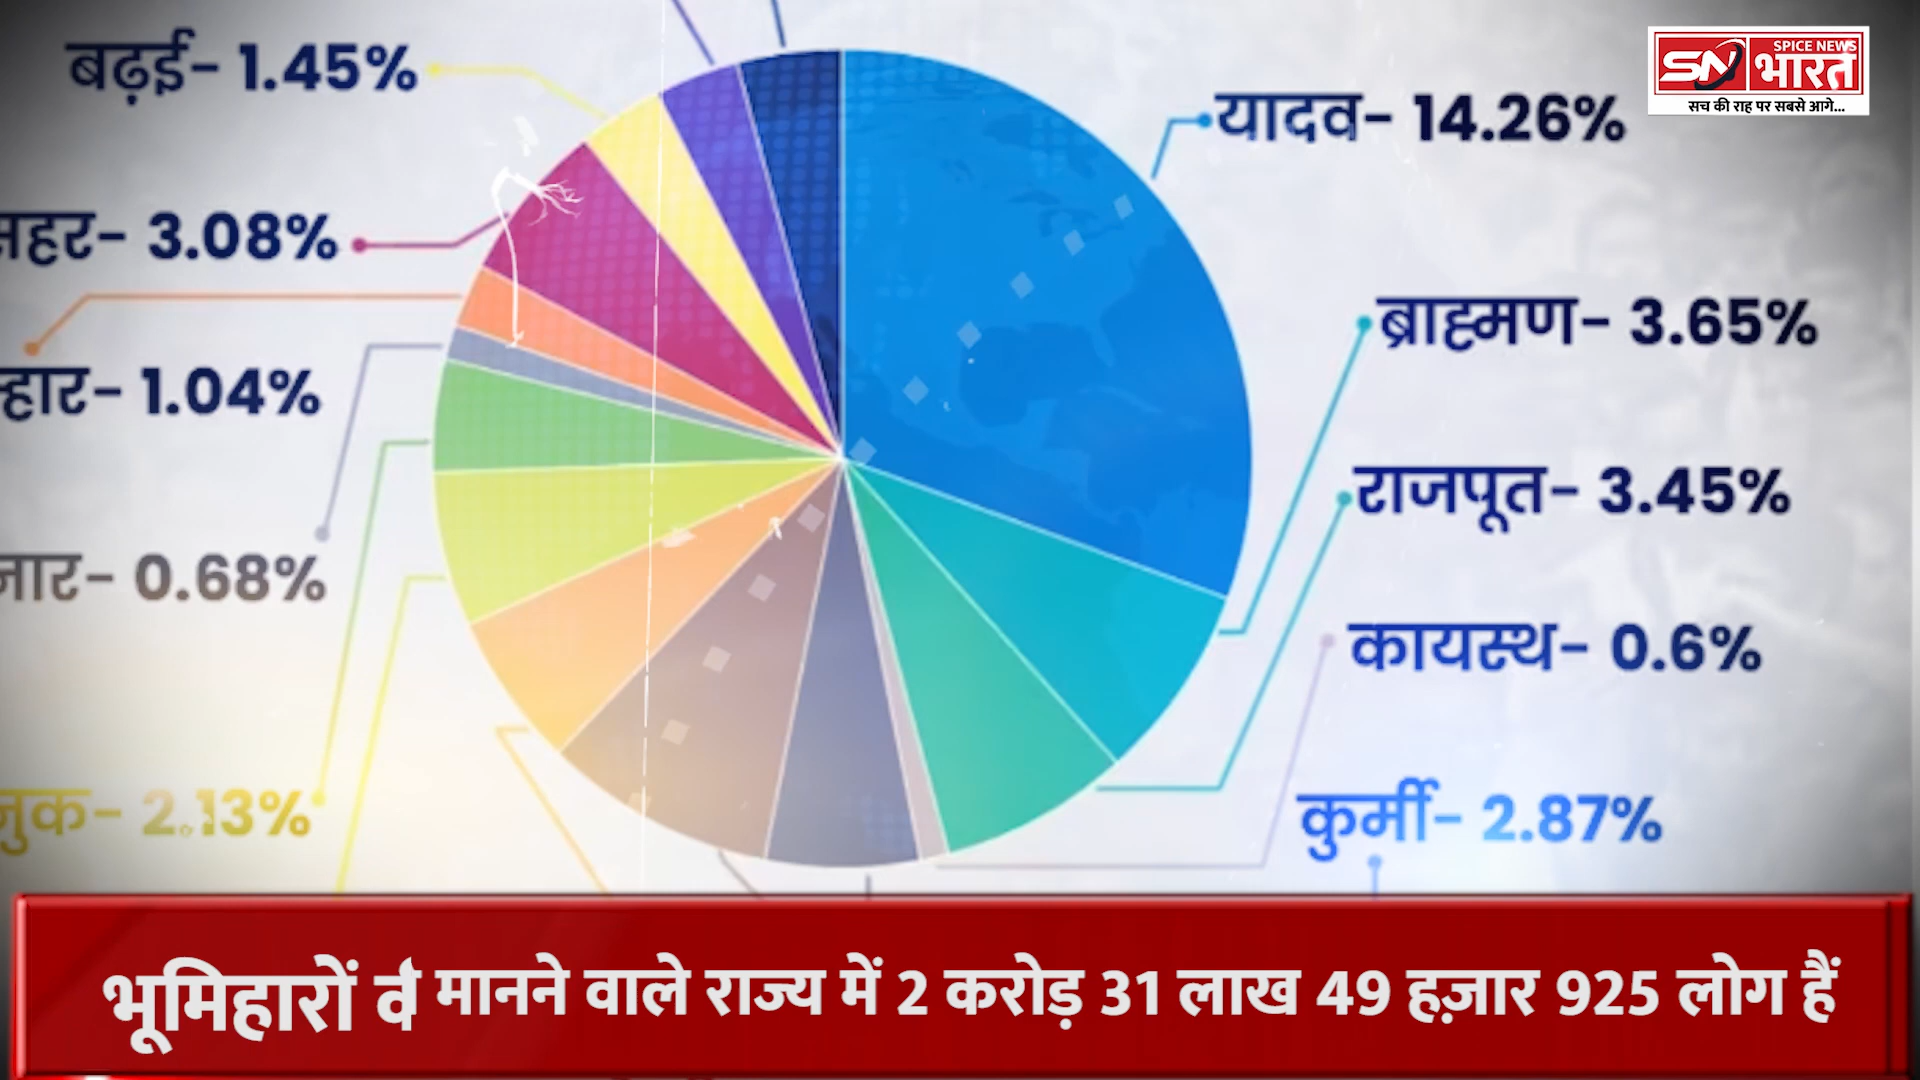 बढ़ई- 1.45%
3.08%
1.04%
0.68%
2.13%
यादव- 14.26%
ब्राह्मण- 3.65%
राजपूत- 3.45%
कायस्थ- 0.6%
कुर्मी- 2.87%
SN SPICE NEWS
भारत
सच की राह पर सबसे आगे...
भूमिहारों मानने वाले राज्य में 2 करोड़ 31 लाख 49 हज़ार 925 लोग हैं